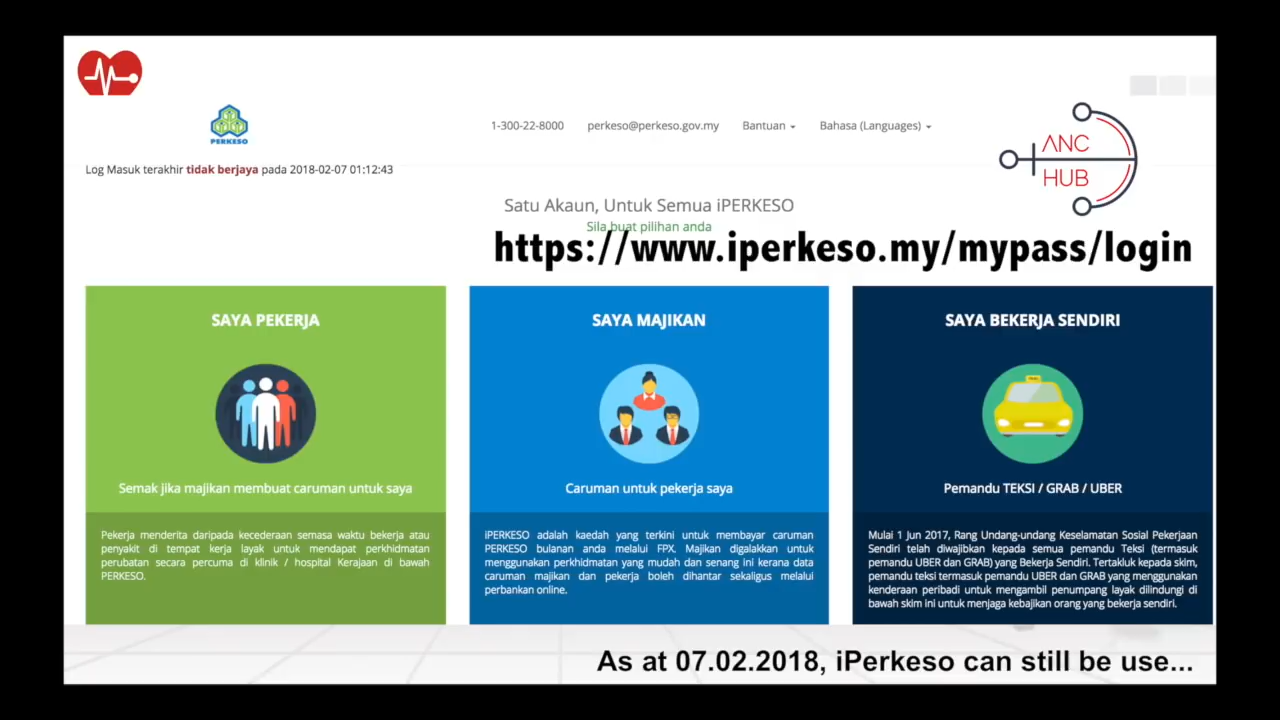 PERKESO
1-300-22-8000 perkeso@perkeso.gov.my Bantuan Bahasa (Languages)
ANC
HUB
Log Masuk terakhir tidak berjaya pada 2018-02-07 01:12:43
Satu Akaun, Untuk Semua iPERKESO
Sila buat pilihan anda
https://www.iperkeso.my/mypass/login
SAYA PEKERJA
Semak jika majikan membuat caruman untuk saya
Pekerja menderita daripada kecederaan semasa waktu bekerja atau
penyakit di tempat kerja layak untuk mendapat perkhidmatan
perubatan secara percuma di klinik / hospital Kerajaan di bawah
PERKESO.
SAYA MAJIKAN
Caruman untuk pekerja saya
iPERKESO adalah kaedah yang terkini untuk membayar caruman
PERKESO bulanan anda melalui FPX. Majikan digalakkan untuk
menggunakan perkhidmatan yang mudah dan senang ini kerana data
caruman majikan dan pekerja boleh dihantar sekaligus melalui
perbankan online.
SAYA BEKERJA SENDIRI
Pemandu TEKSI / GRAB / UBER
Mulai 1 Jun 2017, Rang Undang-undang Keselamatan Sosial Pekerjaan
Sendiri telah diwajibkan kepada semua pemandu Teksi (termasuk
pemandu UBER dan GRAB) yang Bekerja Sendiri. Tertakluk kepada skim,
pemandu teksi termasuk pemandu UBER dan GRAB yang menggunakan
kenderaan peribadi untuk mengambil penumpang layak dilindungi di
bawah skim ini untuk menjaga kebajikan orang yang bekerja sendiri.
As at 07.02.2018, iPerkeso can still be use...